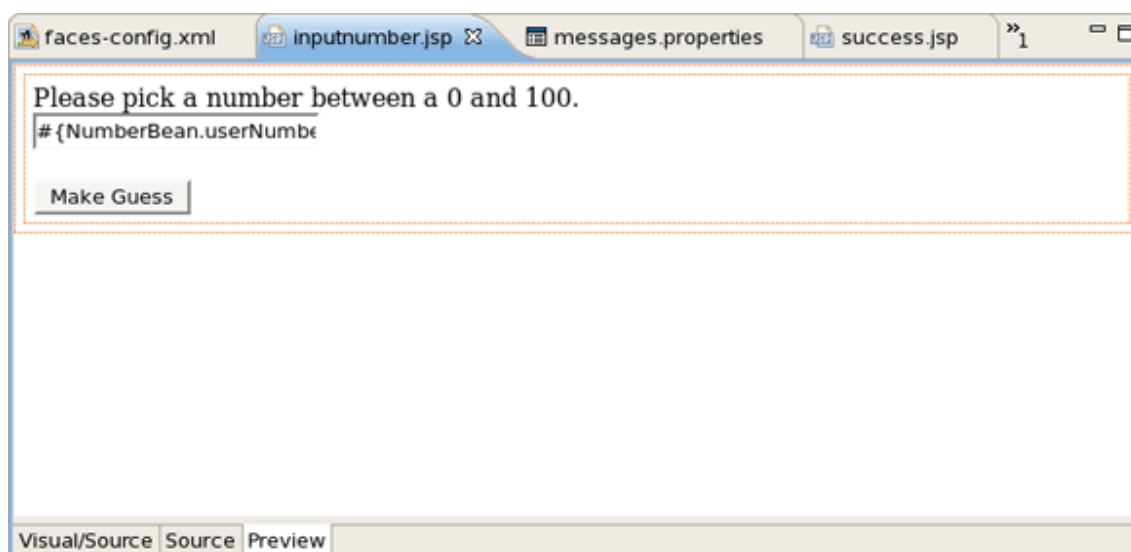 faces-config.xml inputnumber.jsp messages.properties success.jsp »1
Please pick a number between a 0 and 100.
#{NumberBean.userNumbe
Make Guess
Visual/Source Source Preview